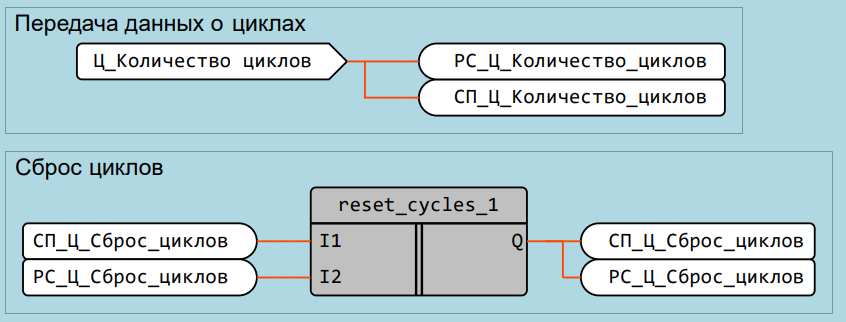 Передача данных о циклах
Ц_Количество циклов
РС_Ц_Количество_циклов
СП_Ц_Количество_циклов
Сброс циклов
reset_cycles_1
СП_Ц_Сброс_циклов
I1
Q
СП_Ц_Сброс_циклов
РС_Ц_Сброс_циклов
I2
РС_Ц_Сброс_циклов